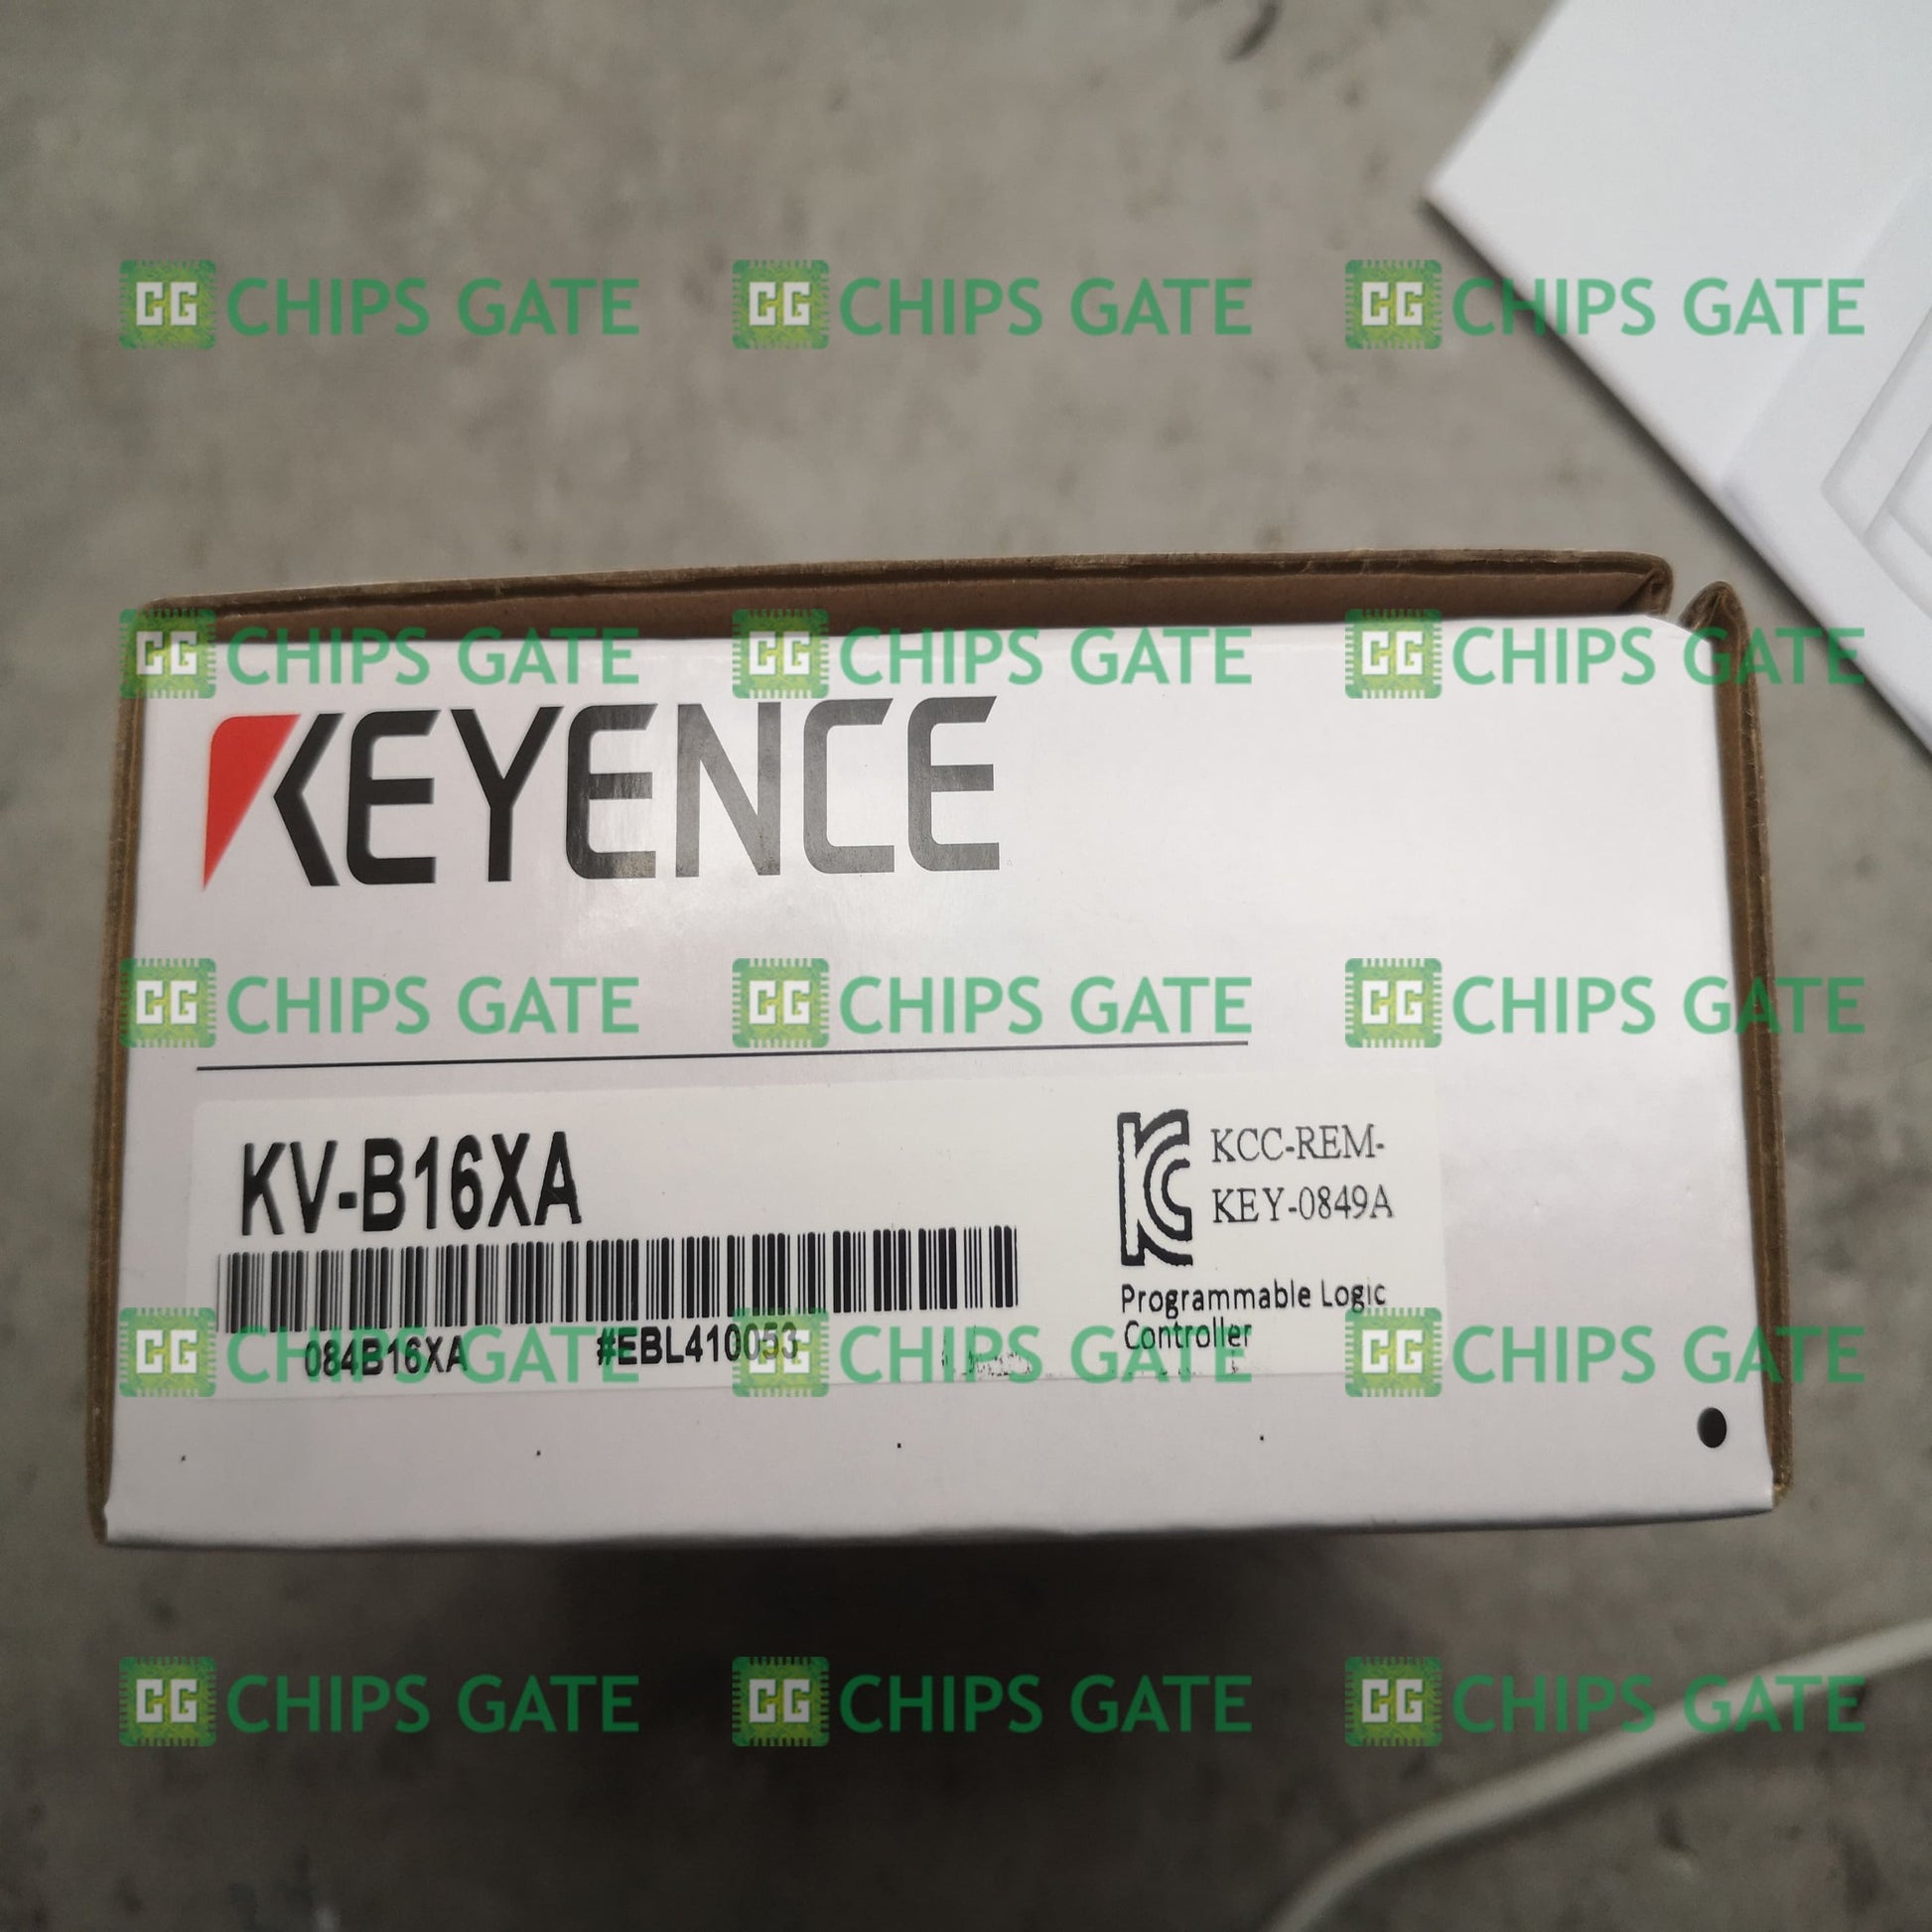 CG CHIPS GATE CG CHIPS GATE CG CHIPS GATE
CG CHIPS GATE CG CHIPS GATE CG CHIPS GATE
KEYENCE
CG CHIPS GATE CG CHIPS GATE CG CHIPS GATE
KV-B16XA
KCC-REM-
KEY-0849A
Programmable Logic
Controller
084B16XA #EBL410053
CG CHIPS GATE CG CHIPS GATE CG CHIPS GATE
CG CHIPS GATE CG CHIPS GATE CG CHIPS GATE